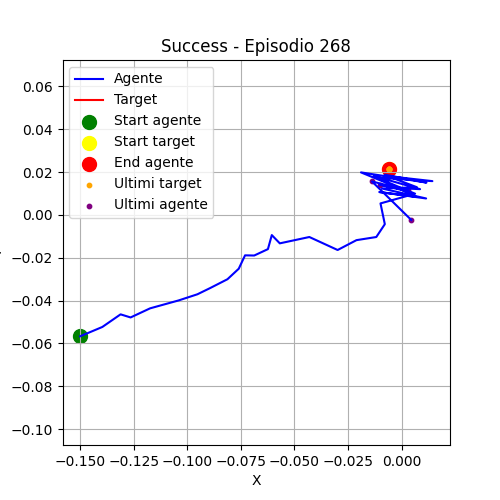 Success - Episodio 268
Agente
Target
Start agente
Start target
End agente
Ultimi target
Ultimi agente
0.06
0.04
0.02
0.00
−0.02
−0.04
−0.06
−0.08
−0.10
−0.150 −0.125 −0.100 −0.075 −0.050 −0.025 0.000
X